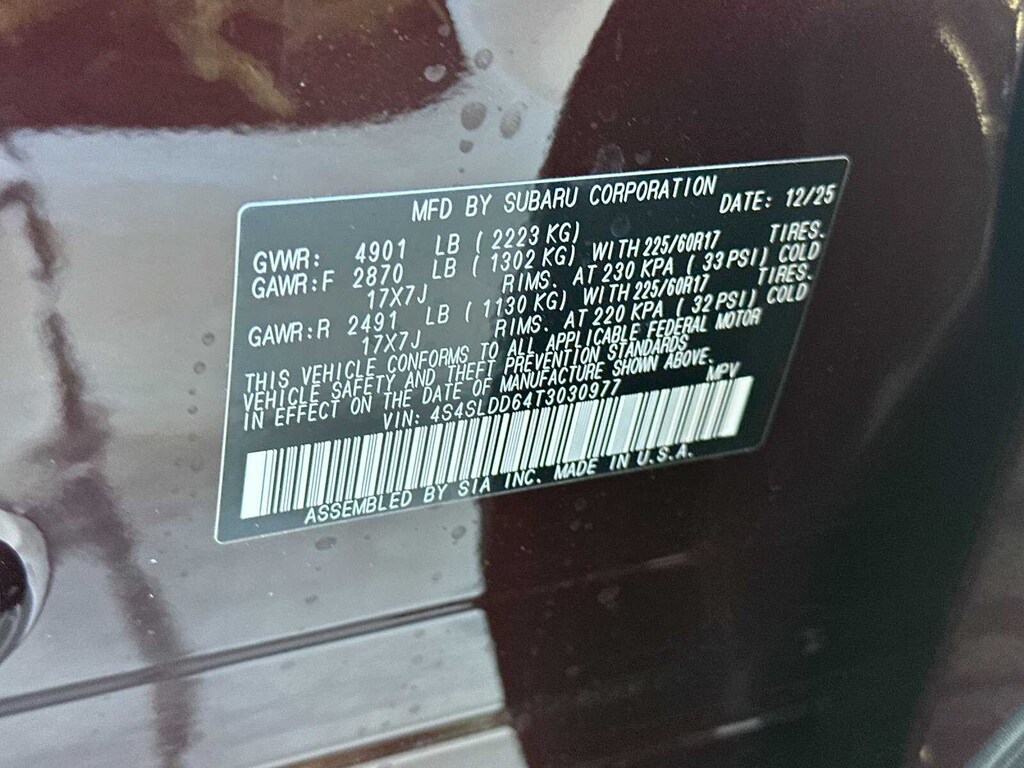 MFD BY SUBARU CORPORATION DATE: 12/25
GVWR: 4901 LB ( 2223 KG)
GAWR:F 2870 LB ( 1302 KG) WITH 225/60R17 TIRES.
17X7J RIMS. AT 230 KPA ( 33 PSI) COLD
GAWR:R 2491 LB ( 1130 KG) WITH 225/60R17 TIRES.
17X7J RIMS. AT 220 KPA ( 32 PSI) COLD
THIS VEHICLE CONFORMS TO ALL APPLICABLE FEDERAL MOTOR
VEHICLE SAFETY AND THEFT PREVENTION STANDARDS
IN EFFECT ON THE DATE OF MANUFACTURE SHOWN ABOVE.
VIN: 4S4SLDD64T3030977 MPV
ASSEMBLED BY SIA INC. MADE IN U.S.A.